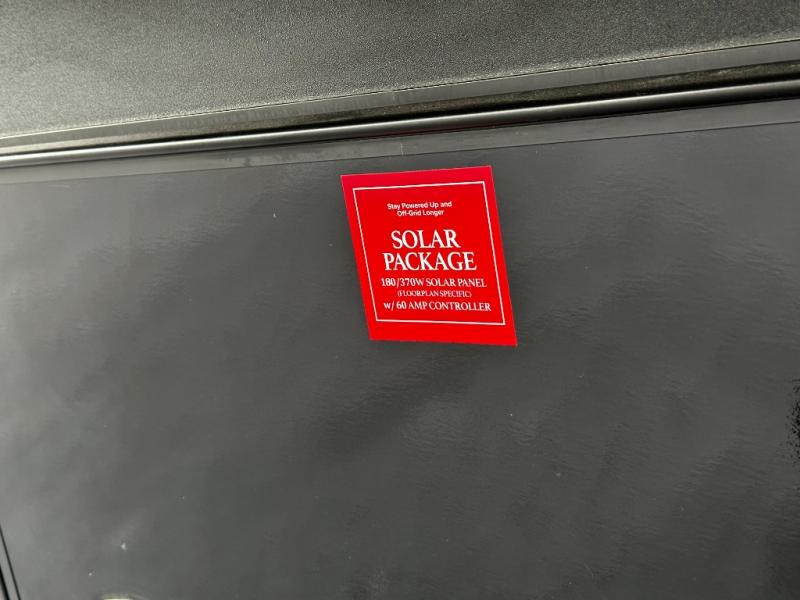 Stay Powered Up and
Off-Grid Longer
SOLAR
PACKAGE
180/370W SOLAR PANEL
(FLOORPLAN SPECIFIC)
w/ 60 AMP CONTROLLER